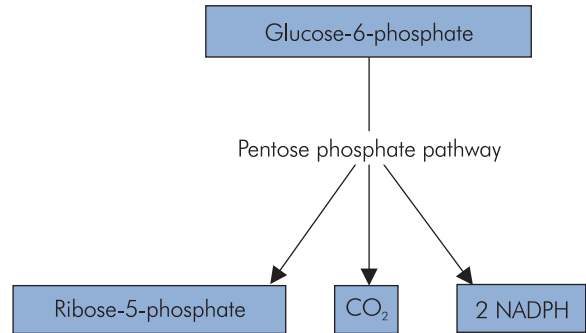 Glucose-6-phosphate
Pentose phosphate pathway
Ribose-5-phosphate
CO₂
2 NADPH